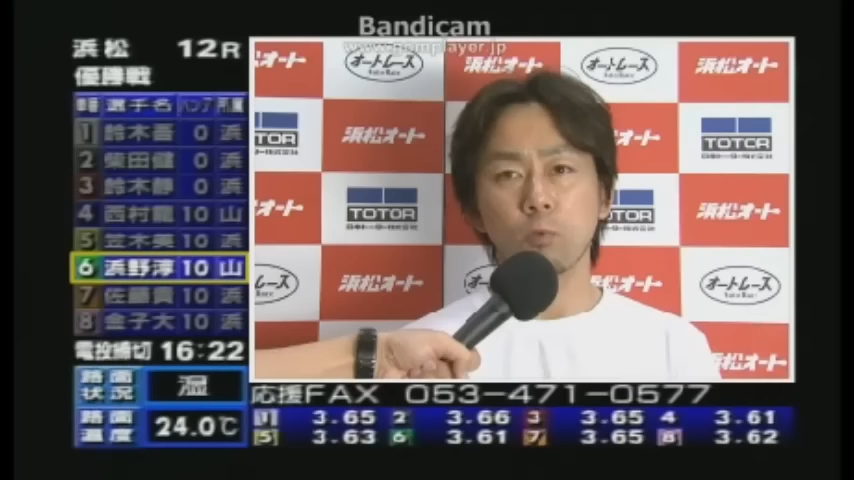 Bandicam
www.gomplayer.jp
浜松 12R
優勝戦
車番 選手名 ハンデ 所属
1 鈴木吾 0 浜
2 柴田健 0 浜
3 鈴木静 0 浜
4 西村龍 10 山
5 笠木美 10 浜
6 浜野淳 10 山
7 佐藤貴 10 浜
8 金子大 10 浜
電投締切 16:22
路面状況 湿
路面温度 24.0℃
浜松オート
オートレース
Auto Race
TOTOR
応援FAX 053-471-0577
1 3.65 2 3.66 3 3.65 4 3.61
5 3.63 6 3.61 7 3.65 8 3.62